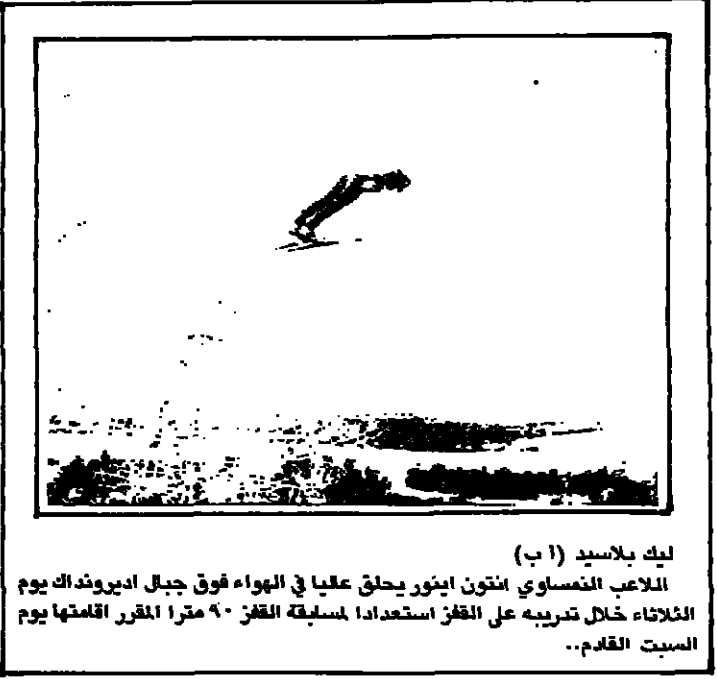 ليك بلاسيد (ا ب)
اللاعب النمساوي انتون اينور يحلق عاليا في الهواء فوق جبال اديرونداك يوم
الثلاثاء خلال تدريبه على القفز استعدادا لمسابقة القفز ٩٠ مترا المقرر اقامتها يوم
السبت القادم..